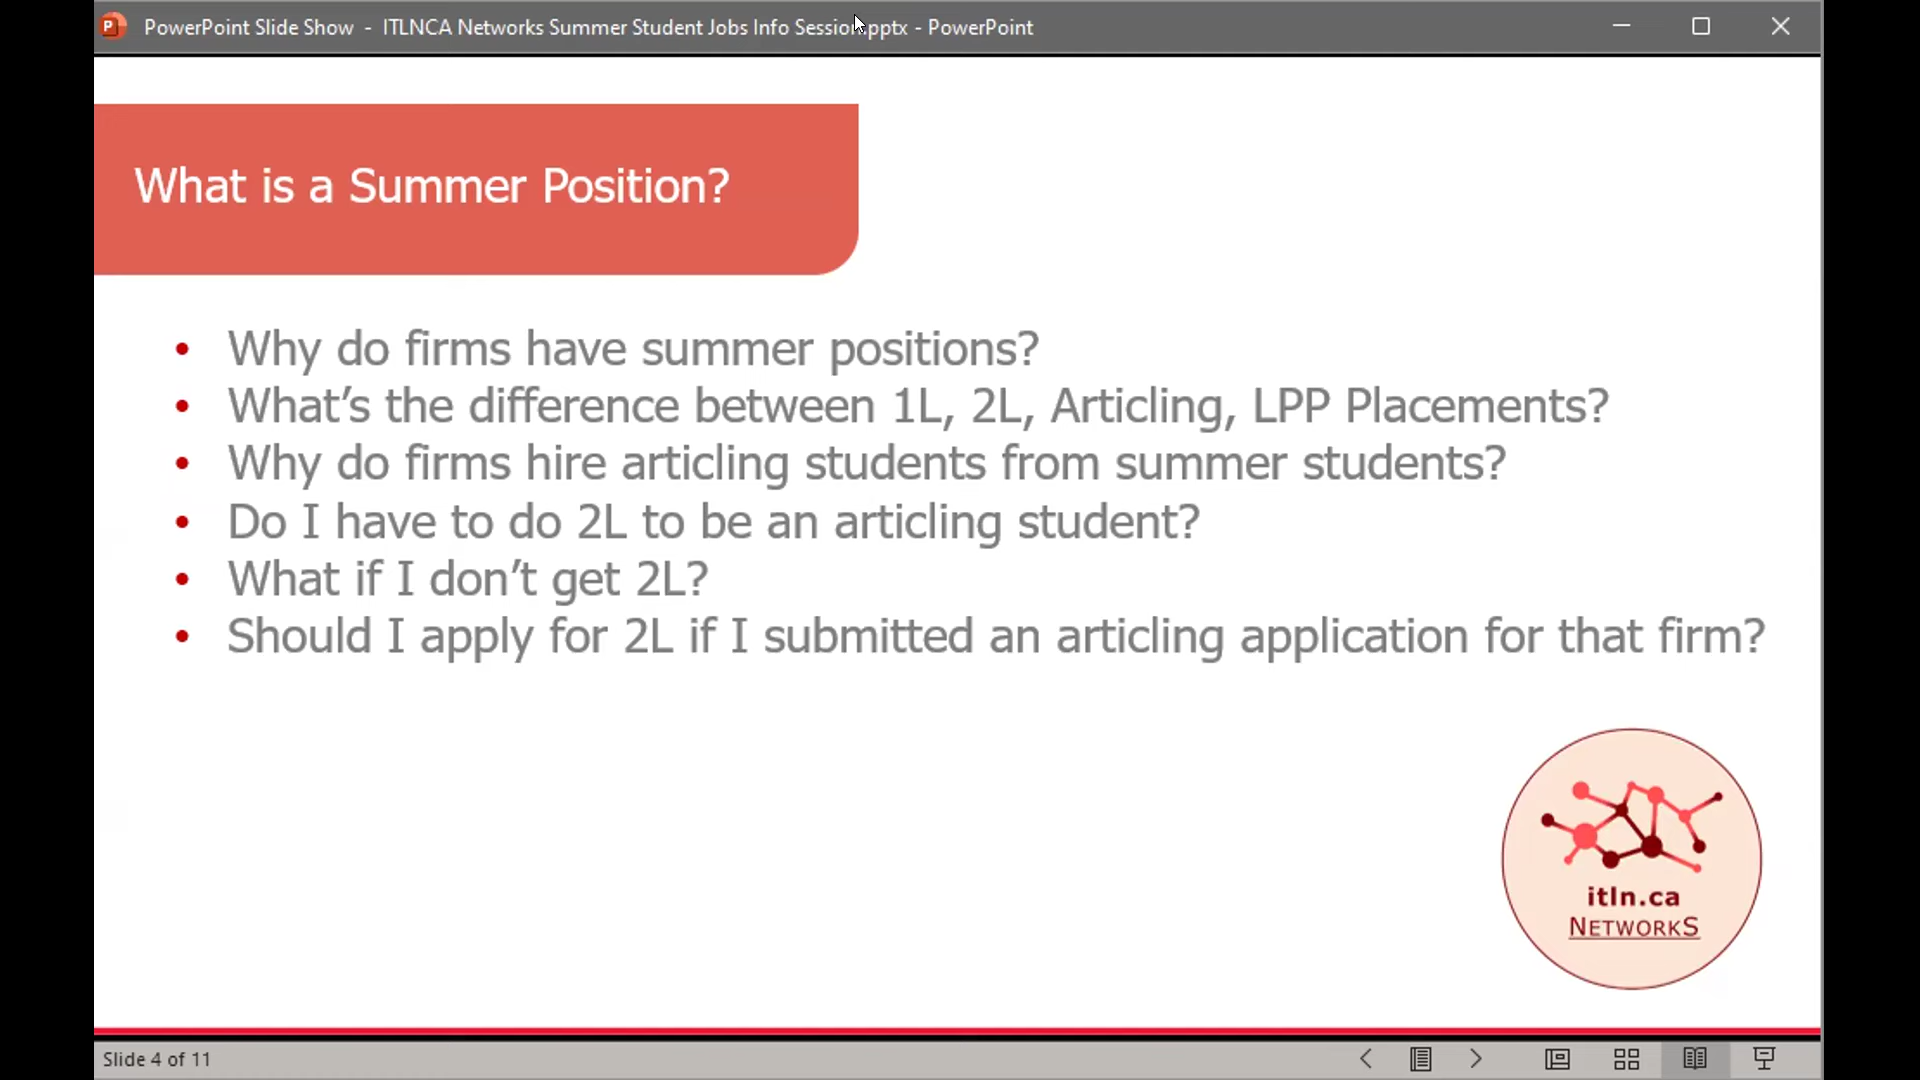 PowerPoint Slide Show - ITLNCA Networks Summer Student Jobs Info Session.pptx - PowerPoint
What is a Summer Position?
• Why do firms have summer positions?
• What’s the difference between 1L, 2L, Articling, LPP Placements?
• Why do firms hire articling students from summer students?
• Do I have to do 2L to be an articling student?
• What if I don’t get 2L?
• Should I apply for 2L if I submitted an articling application for that firm?
itln.ca
NETWORKS
Slide 4 of 11